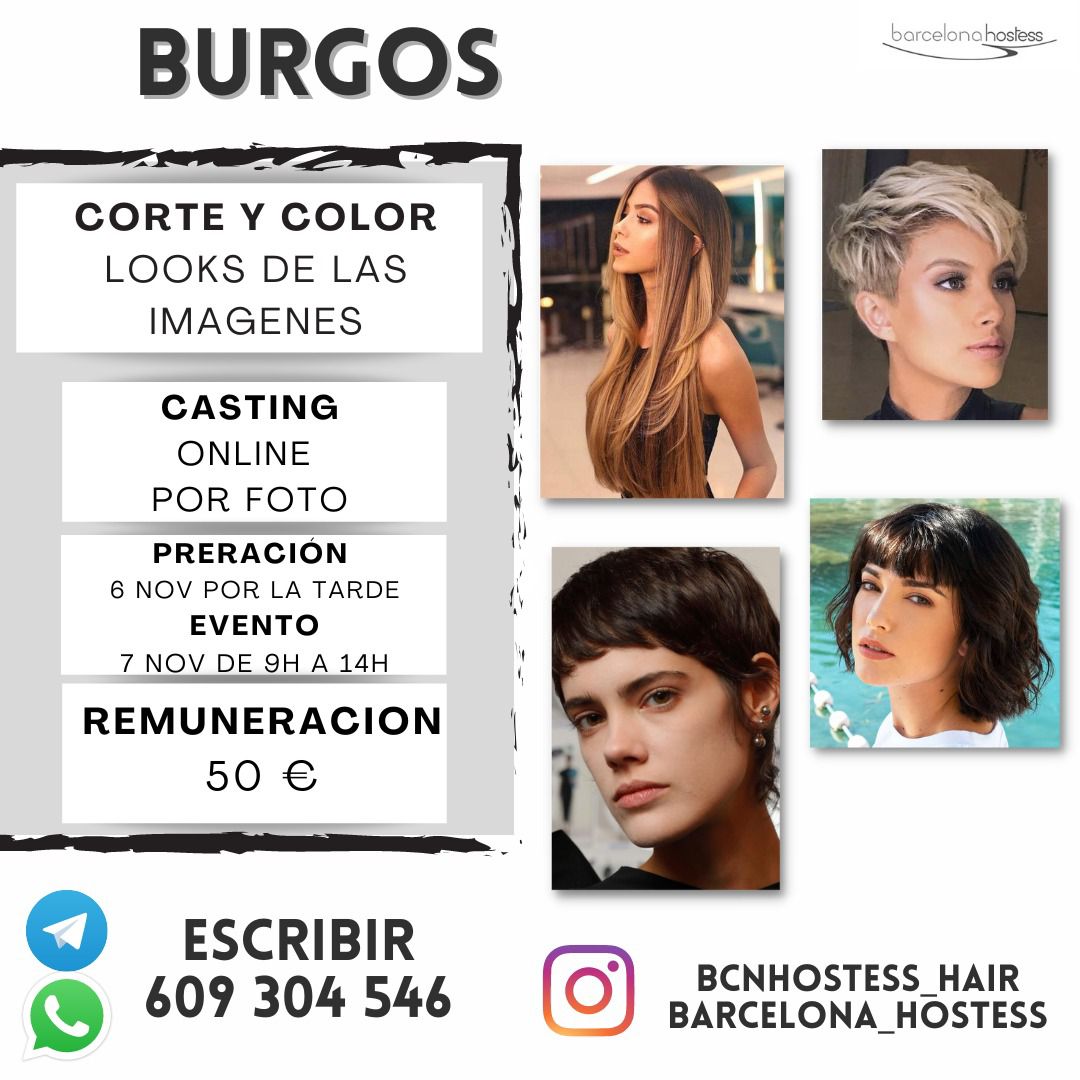 BURGOS
barcelonahostess
CORTE Y COLOR
LOOKS DE LAS
IMAGENES
CASTING
ONLINE
POR FOTO
PRERACIÓN
6 NOV POR LA TARDE
EVENTO
7 NOV DE 9H A 14H
REMUNERACION
50 €
ESCRIBIR
609 304 546
BCNHOSTESS_HAIR
BARCELONA_HOSTESS